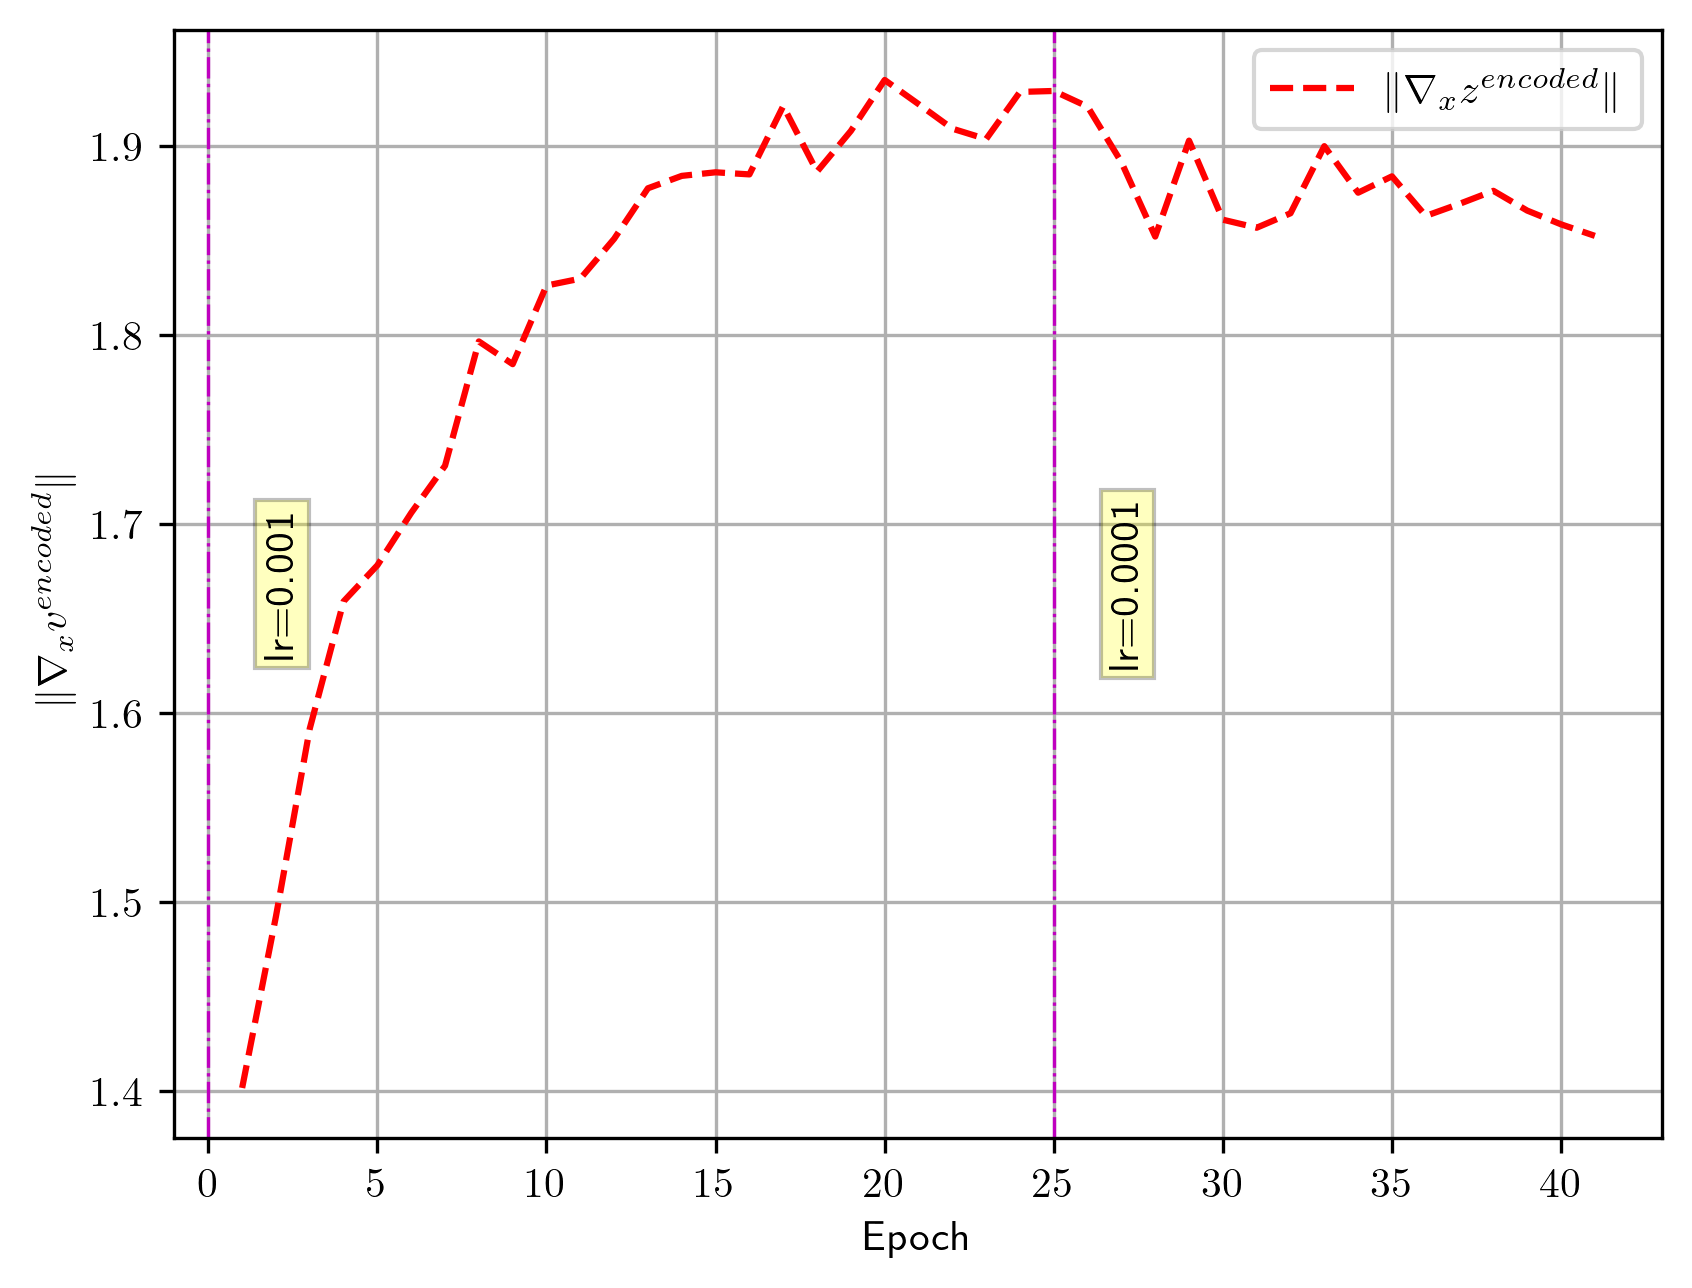 ‖∇ₓz^{encoded}‖
1.9
1.8
1.7
1.6
1.5
1.4
‖∇ₓv^{encoded}‖
lr=0.001
lr=0.0001
0 5 10 15 20 25 30 35 40
Epoch